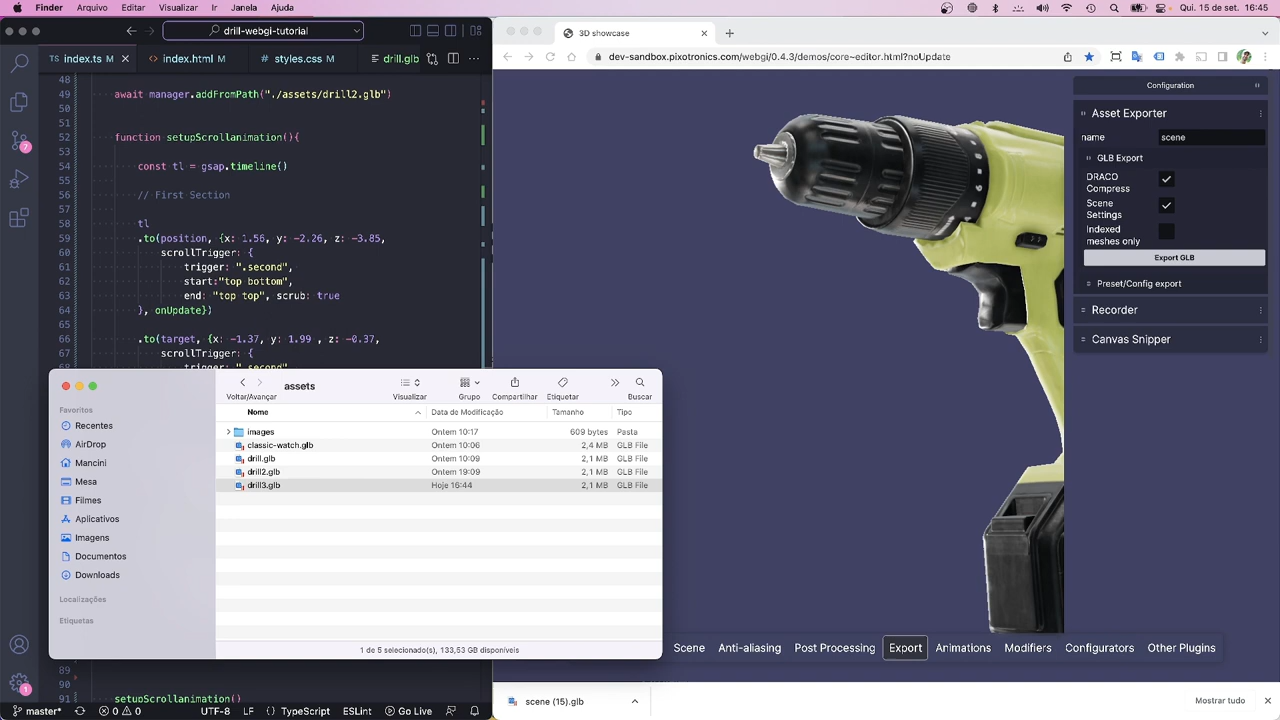 Finder Arquivo Editar Visualizar Ir Janela Ajuda
qui. 15 de set. 16:45
drill-webgi-tutorial
index.ts M
index.html M
styles.css M
drill.glb
48
49 await manager.addFromPath("./assets/drill2.glb")
50
51
52 function setupScrollanimation(){
53
54 const tl = gsap.timeline()
55
56 // First Section
57
58 tl
59 .to(position, {x: 1.56, y: -2.26, z: -3.85,
60 scrollTrigger: {
61 trigger: ".second",
62 start:"top bottom",
63 end: "top top", scrub: true
64 }, onUpdate})
65
66 .to(target, {x: -1.37, y: 1.99 , z: -0.37,
67 scrollTrigger: {
68 trigger: ".second",
89
90
91 setupScrollanimation()
7
1
master* 0 0 UTF-8 LF {} TypeScript ESLint Go Live
assets
Voltar/Avançar Visualizar Grupo Compartilhar Etiquetar Buscar
Favoritos
Recentes
AirDrop
Mancini
Mesa
Filmes
Aplicativos
Imagens
Documentos
Downloads
Localizações
Etiquetas
Nome Data de Modificação Tamanho Tipo
images Ontem 10:17 609 bytes Pasta
classic-watch.glb Ontem 10:06 2,4 MB GLB File
drill.glb Ontem 10:09 2,1 MB GLB File
drill2.glb Ontem 19:09 2,1 MB GLB File
drill3.glb Hoje 16:44 2,1 MB GLB File
1 de 5 selecionado(s), 133,53 GB disponíveis
3D showcase
dev-sandbox.pixotronics.com/webgi/0.4.3/demos/core-editor.html?noUpdate
Configuration
Asset Exporter
name scene
GLB Export
DRACO
Compress
Scene
Settings
Indexed
meshes only
Export GLB
Preset/Config export
Recorder
Canvas Snipper
Scene Anti-aliasing Post Processing Export Animations Modifiers Configurators Other Plugins
scene (15).glb
Mostrar tudo